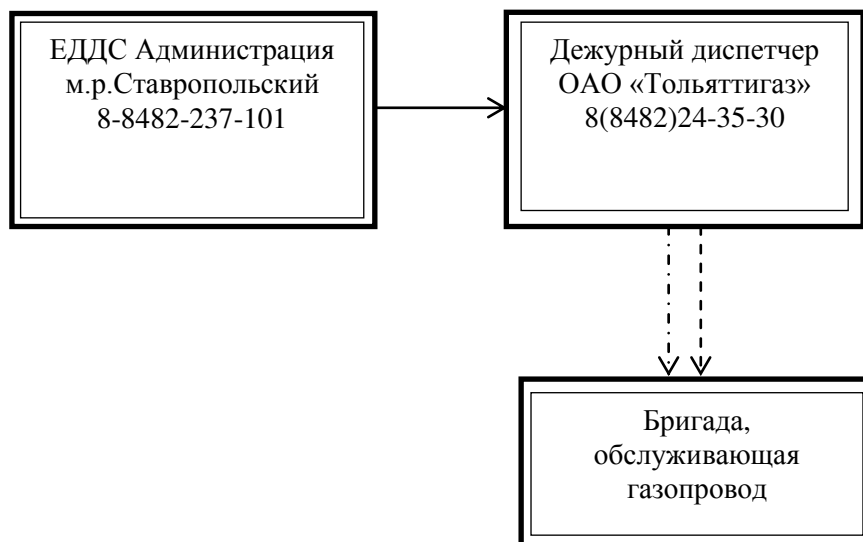 ЕДДС Администрация
м.р.Ставропольский
8-8482-237-101
Дежурный диспетчер
ОАО «Тольяттигаз»
8(8482)24-35-30
Бригада,
обслуживающая
газопровод